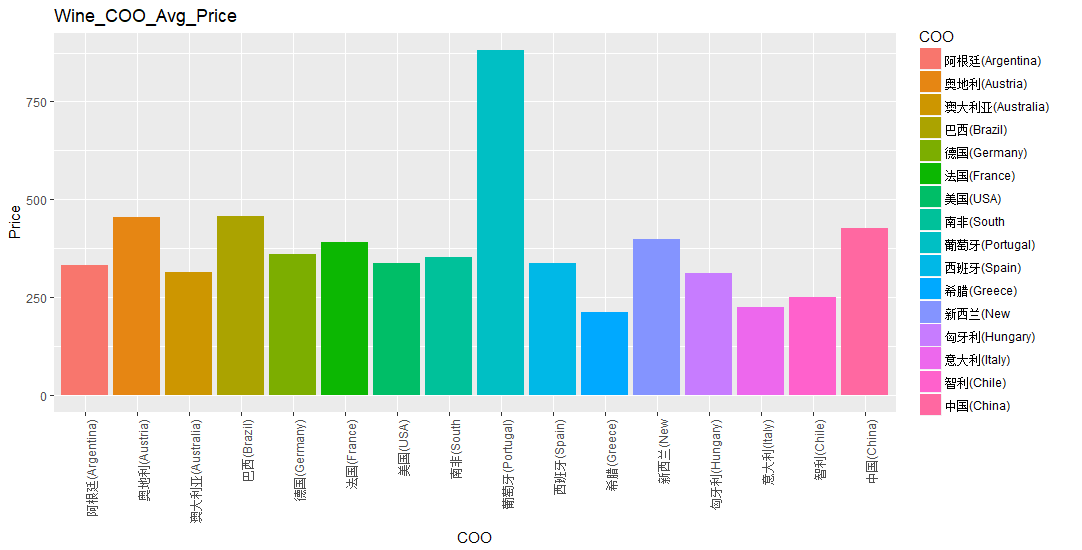 Wine_COO_Avg_Price
Price
750
500
250
0
阿根廷(Argentina)
奥地利(Austria)
澳大利亚(Australia)
巴西(Brazil)
德国(Germany)
法国(France)
美国(USA)
南非(South
葡萄牙(Portugal)
西班牙(Spain)
希腊(Greece)
新西兰(New
匈牙利(Hungary)
意大利(Italy)
智利(Chile)
中国(China)
COO
COO
阿根廷(Argentina)
奥地利(Austria)
澳大利亚(Australia)
巴西(Brazil)
德国(Germany)
法国(France)
美国(USA)
南非(South
葡萄牙(Portugal)
西班牙(Spain)
希腊(Greece)
新西兰(New
匈牙利(Hungary)
意大利(Italy)
智利(Chile)
中国(China)